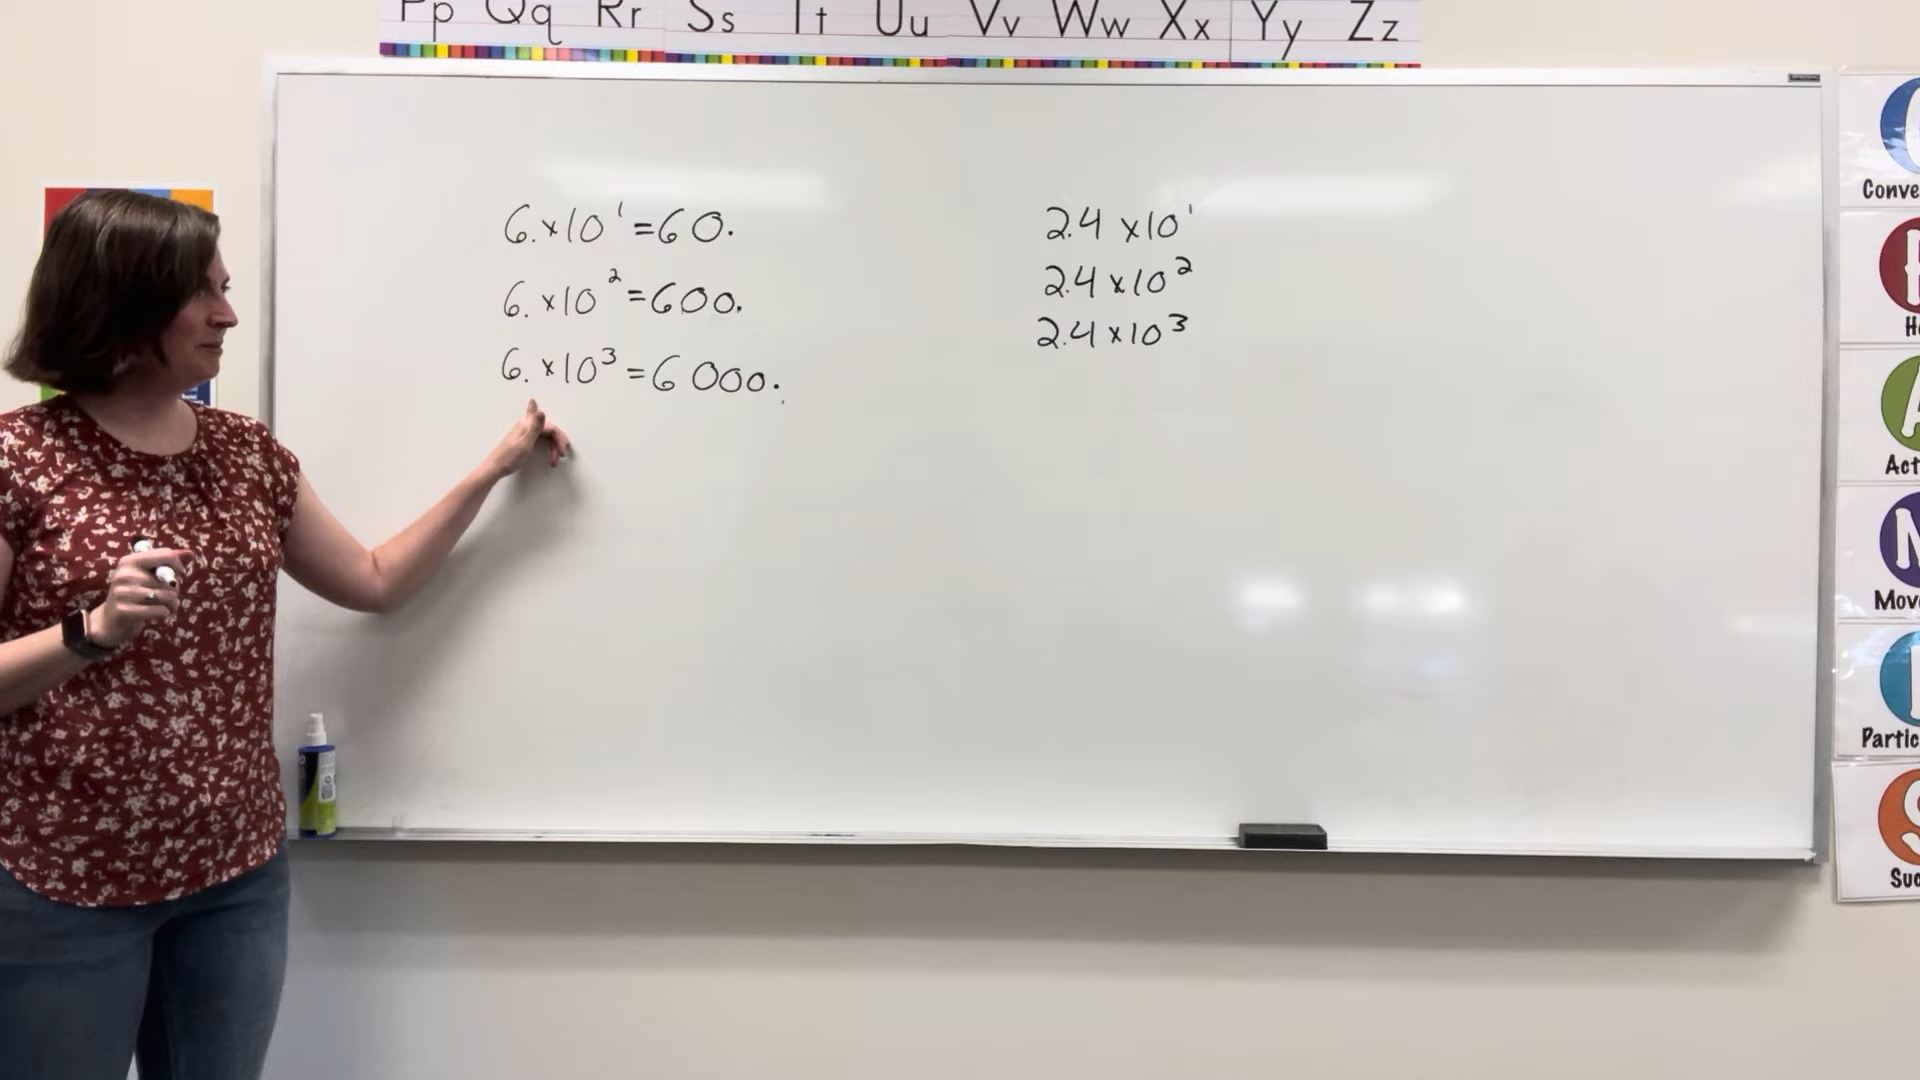 Pp Qq Rr Ss Tt Uu Vv Ww Xx Yy Zz
6. x 10¹ = 60.
6. x 10² = 600.
6. x 10³ = 6000.
2.4 x 10¹
2.4 x 10²
2.4 x 10³
Conve
H
Act
Mov
Partic
Suc